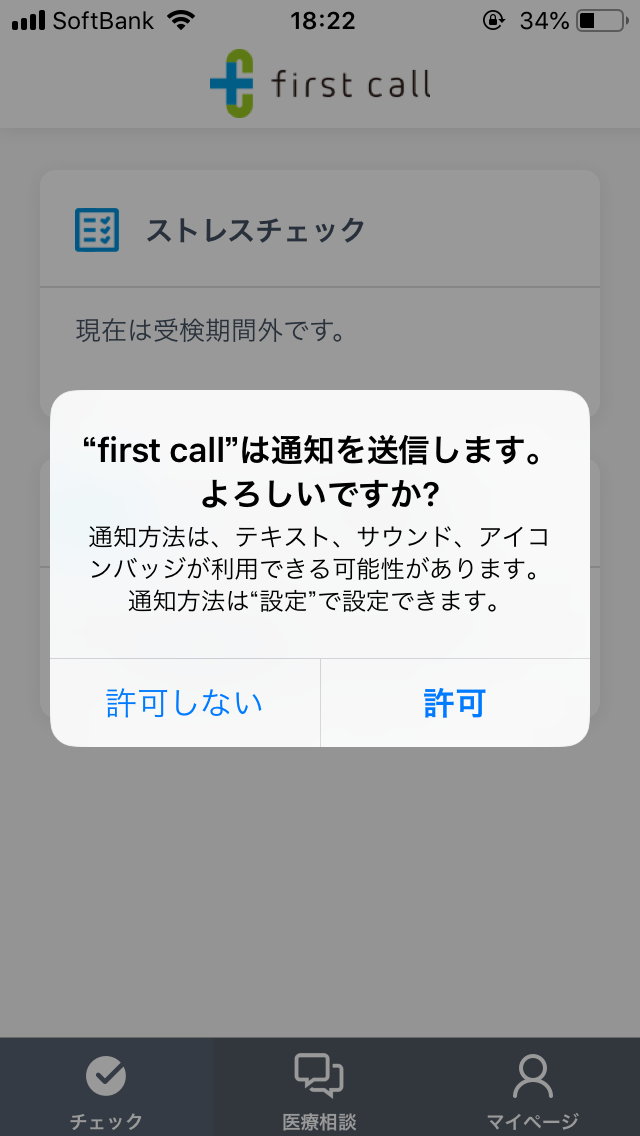 SoftBank 18:22 34%
first call
ストレスチェック
現在は受検期間外です。
“first call”は通知を送信します。
よろしいですか?
通知方法は、テキスト、サウンド、アイコ
ンバッジが利用できる可能性があります。
通知方法は“設定”で設定できます。
許可しない 許可
チェック 医療相談 マイページ